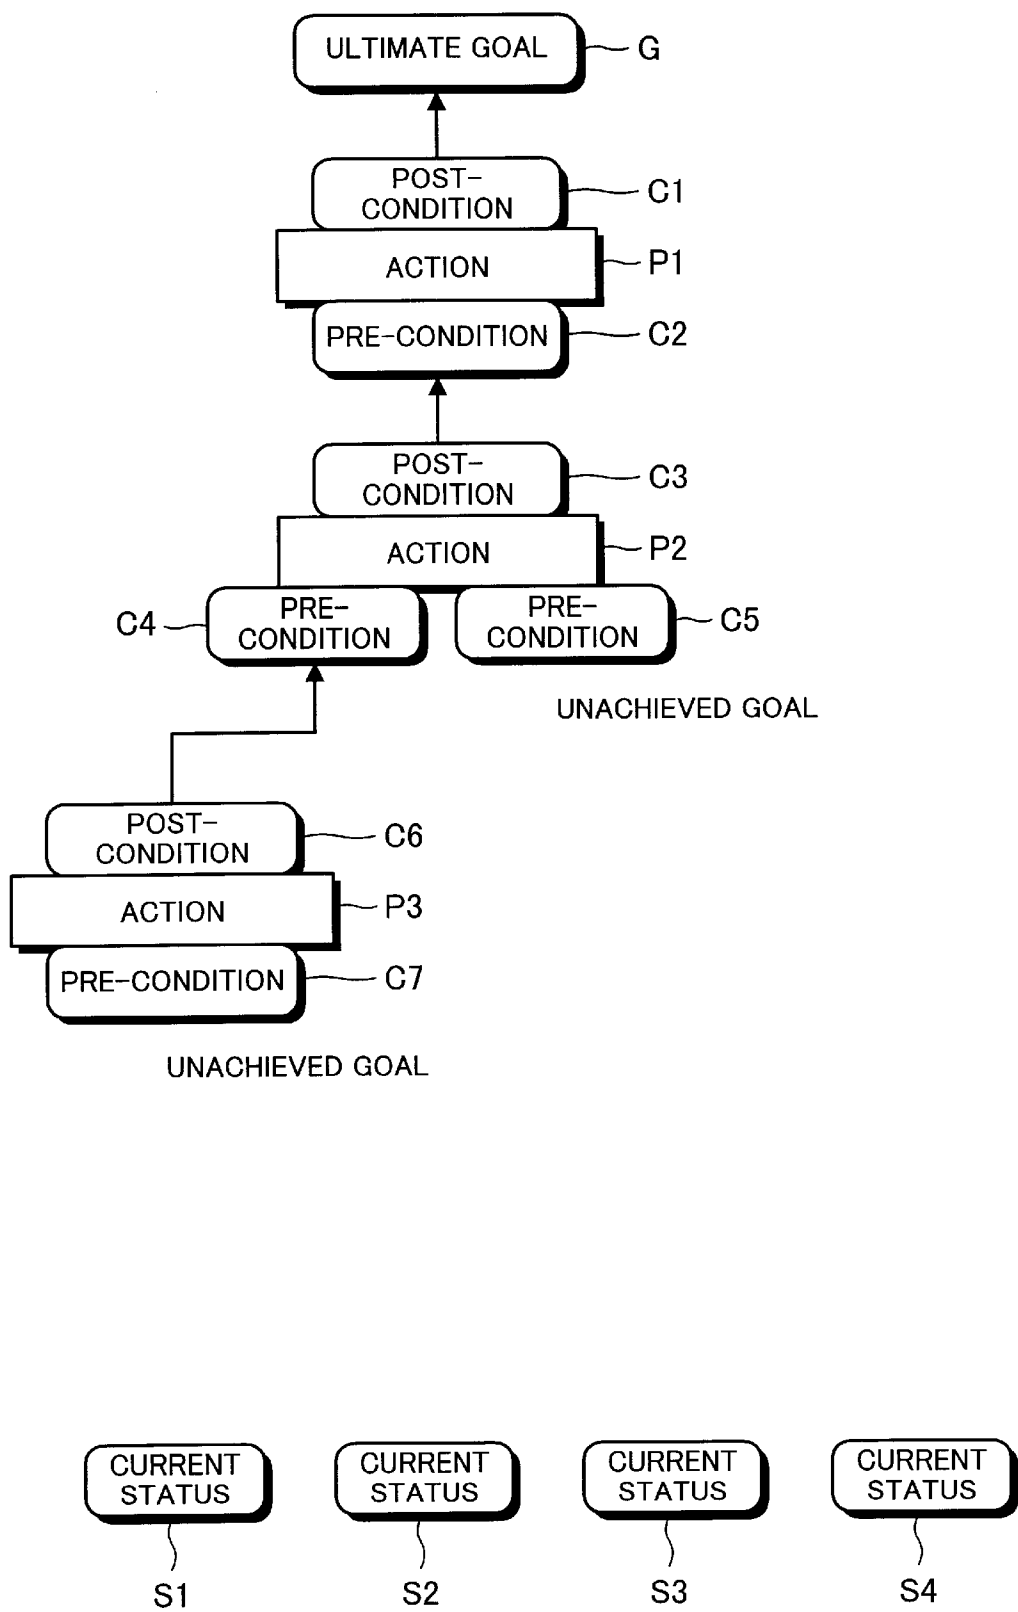 ULTIMATE GOAL
G
POST-
CONDITION
C1
ACTION
P1
PRE-CONDITION
C2
POST-
CONDITION
C3
ACTION
P2
C4
PRE-
CONDITION
PRE-
CONDITION
C5
UNACHIEVED GOAL
POST-
CONDITION
C6
ACTION
P3
PRE-CONDITION
C7
UNACHIEVED GOAL
CURRENT
STATUS
CURRENT
STATUS
CURRENT
STATUS
CURRENT
STATUS
S1
S2
S3
S4